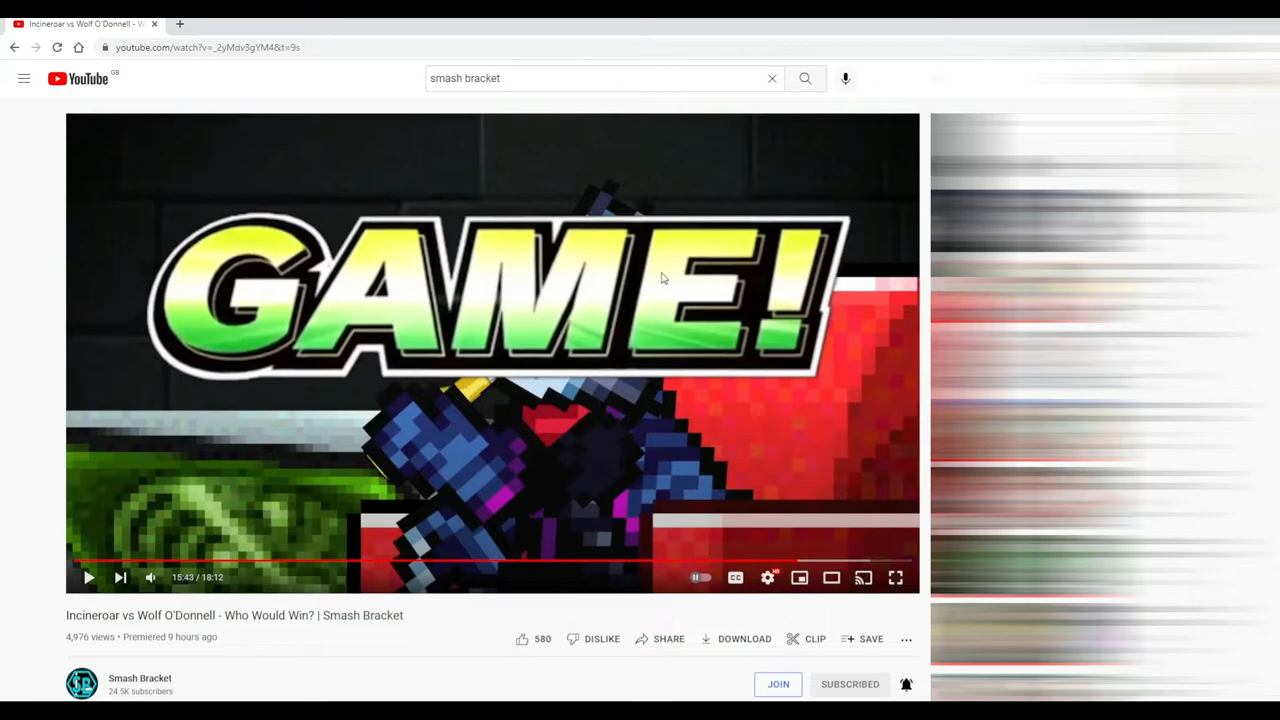 Incineroar vs Wolf O'Donnell - W
youtube.com/watch?v=_2yMdv3gYM4&t=9s
YouTube GB
smash bracket
GAME!
15:43 / 18:12
CC
HD
Incineroar vs Wolf O'Donnell - Who Would Win? | Smash Bracket
4,976 views • Premiered 9 hours ago
580 DISLIKE SHARE DOWNLOAD CLIP SAVE
Smash Bracket
24.5K subscribers
JOIN SUBSCRIBED